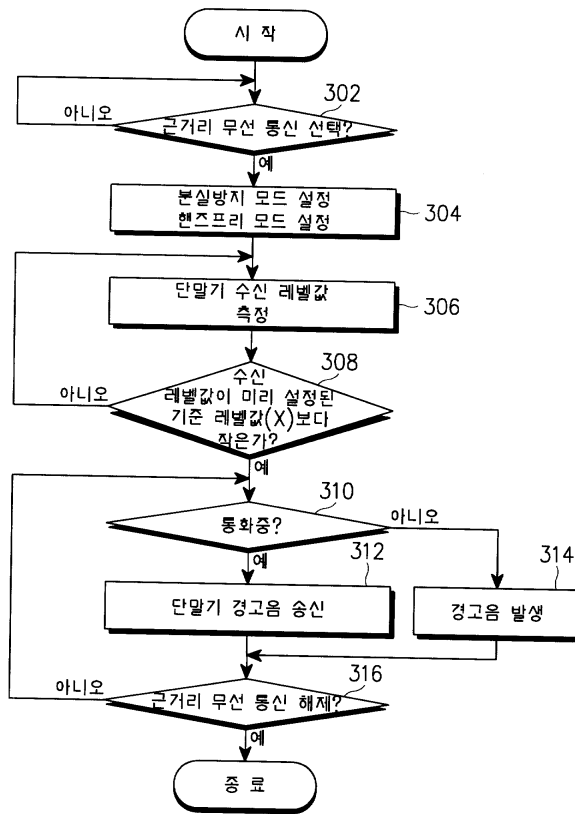 시 작
302
아니오
근거리 무선 통신 선택?
예
분실방지 모드 설정
핸즈프리 모드 설정
304
단말기 수신 레벨값
측정
306
308
수신
아니오
레벨값이 미리 설정된
기준 레벨값(X)보다
작은가?
예
310
통화중?
아니오
예
312
314
단말기 경고음 송신
경고음 발생
316
아니오
근거리 무선 통신 해제?
예
종 료